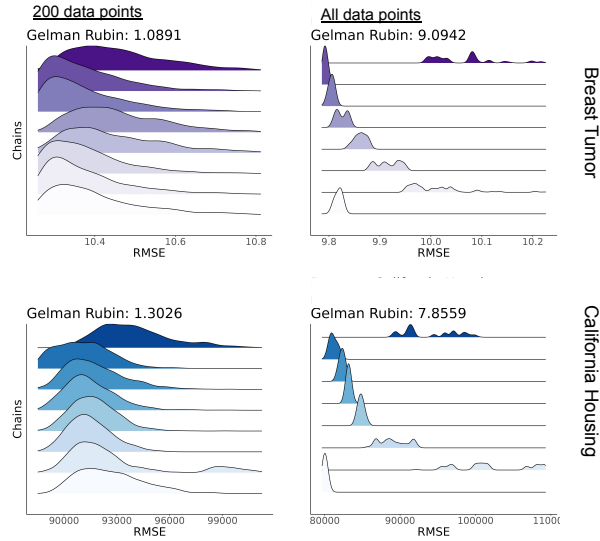 200 data points
All data points
Gelman Rubin: 1.0891
Gelman Rubin: 9.0942
Chains
Breast Tumor
10.4 10.6 10.8
9.8 9.9 10.0 10.1 10.2
RMSE
RMSE
Gelman Rubin: 1.3026
Gelman Rubin: 7.8559
Chains
California Housing
90000 93000 96000 99000
80000 90000 100000 11000
RMSE
RMSE